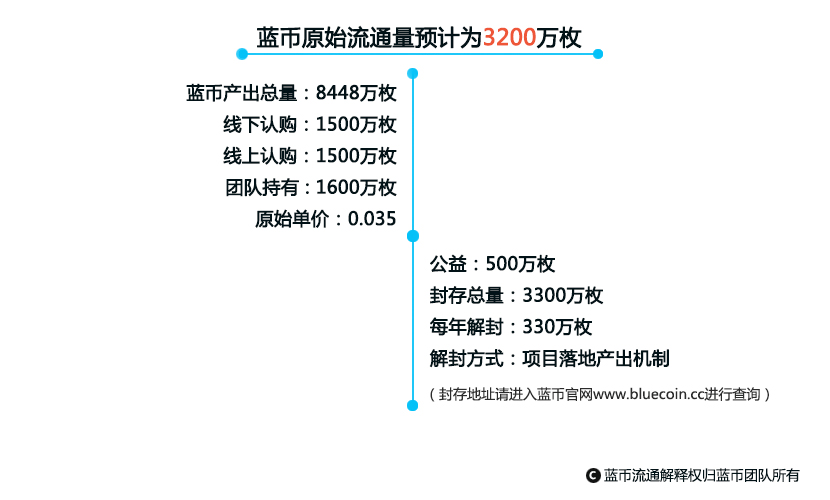 蓝币原始流通量预计为3200万枚
蓝币产出总量：8448万枚
线下认购：1500万枚
线上认购：1500万枚
团队持有：1600万枚
原始单价：0.035
公益：500万枚
封存总量：3300万枚
每年解封：330万枚
解封方式：项目落地产出机制
（封存地址请进入蓝币官网www.bluecoin.cc进行查询）
C 蓝币流通解释权归蓝币团队所有